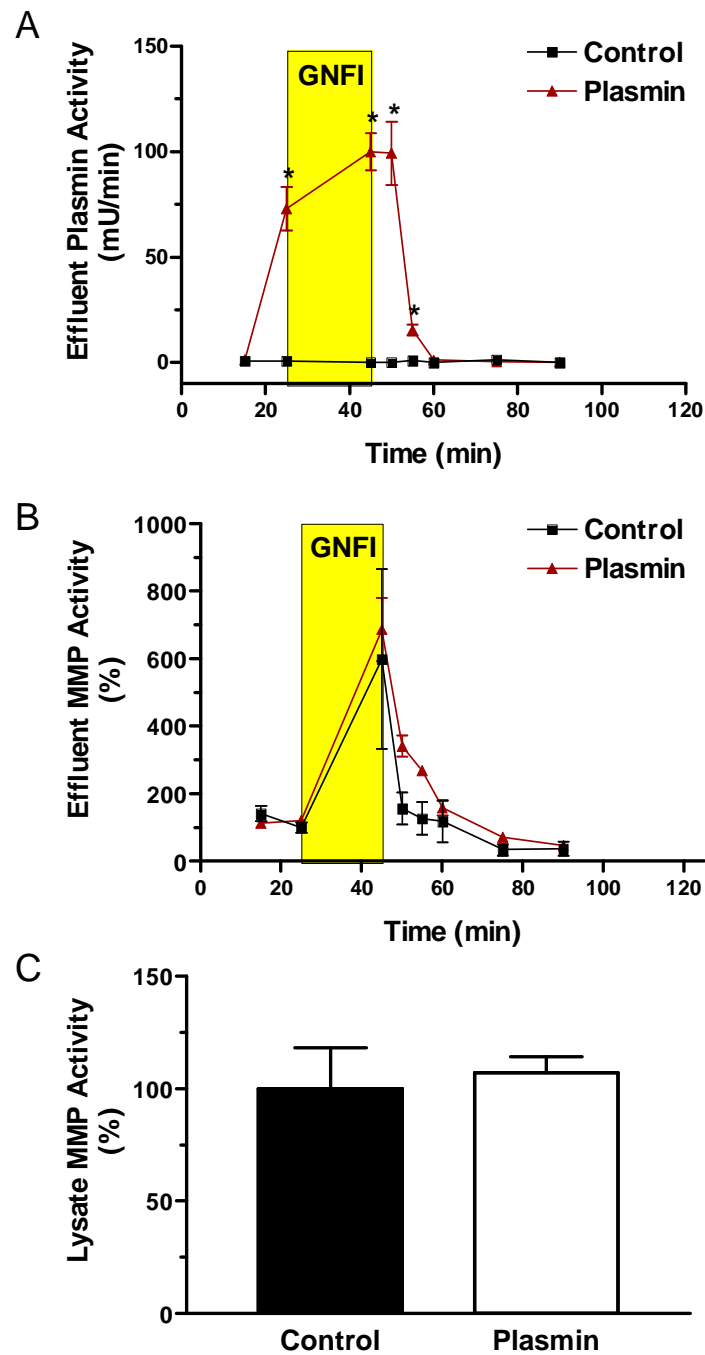 A
Effluent Plasmin Activity
(mU/min)
150
100
50
0
GNFI
*
*
*
*
Control
Plasmin
0
20
40
60
80
100
120
Time (min)
B
Effluent MMP Activity
(%)
1000
800
600
400
200
0
GNFI
Control
Plasmin
0
20
40
60
80
100
120
Time (min)
C
Lysate MMP Activity
(%)
150
100
50
0
Control
Plasmin